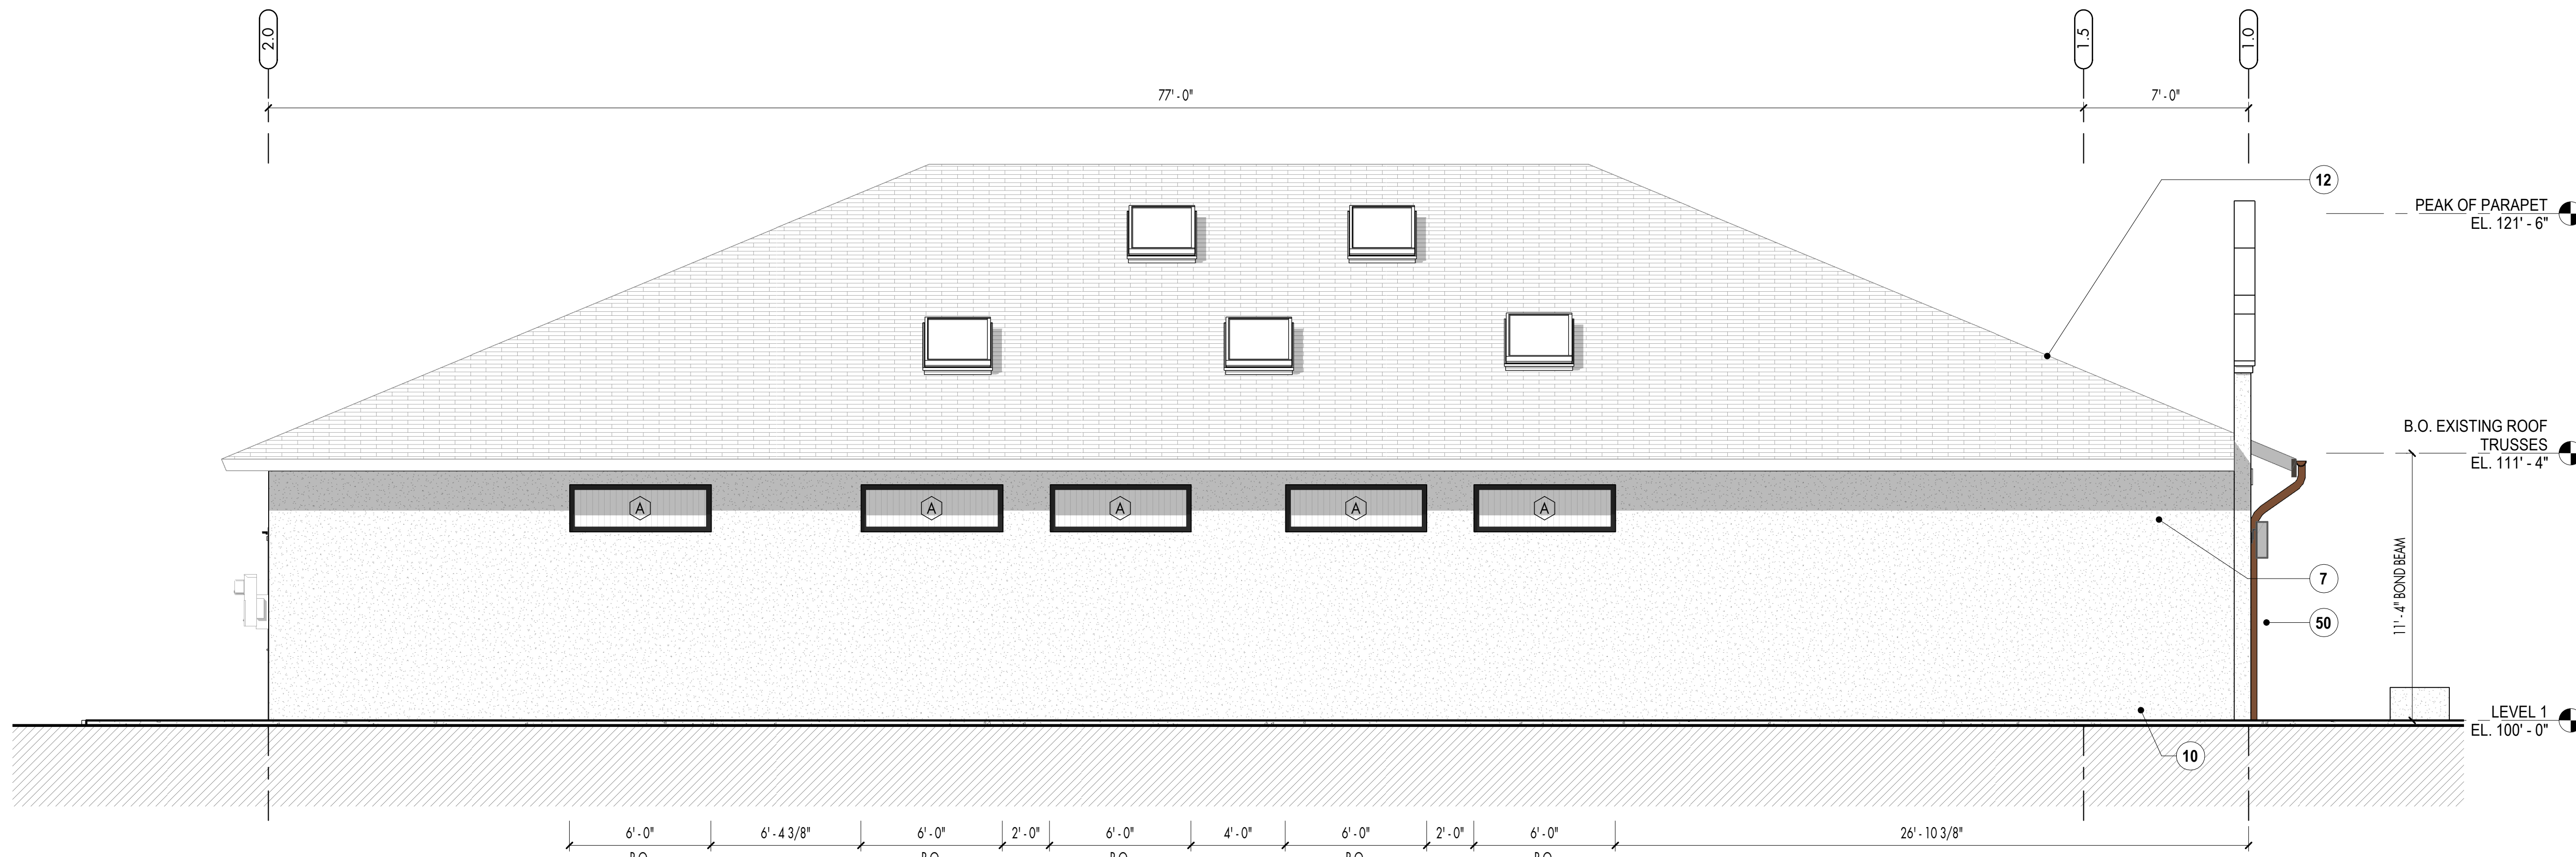 2.0
1.5
1.0
77' - 0"
7' - 0"
12
PEAK OF PARAPET
EL. 121' - 6"
B.O. EXISTING ROOF
TRUSSES
EL. 111' - 4"
A
A
A
A
A
7
11' - 4" BOND BEAM
50
LEVEL 1
EL. 100' - 0"
10
6' - 0"
6' - 4 3/8"
6' - 0"
2' - 0"
6' - 0"
4' - 0"
6' - 0"
2' - 0"
6' - 0"
26' - 10 3/8"